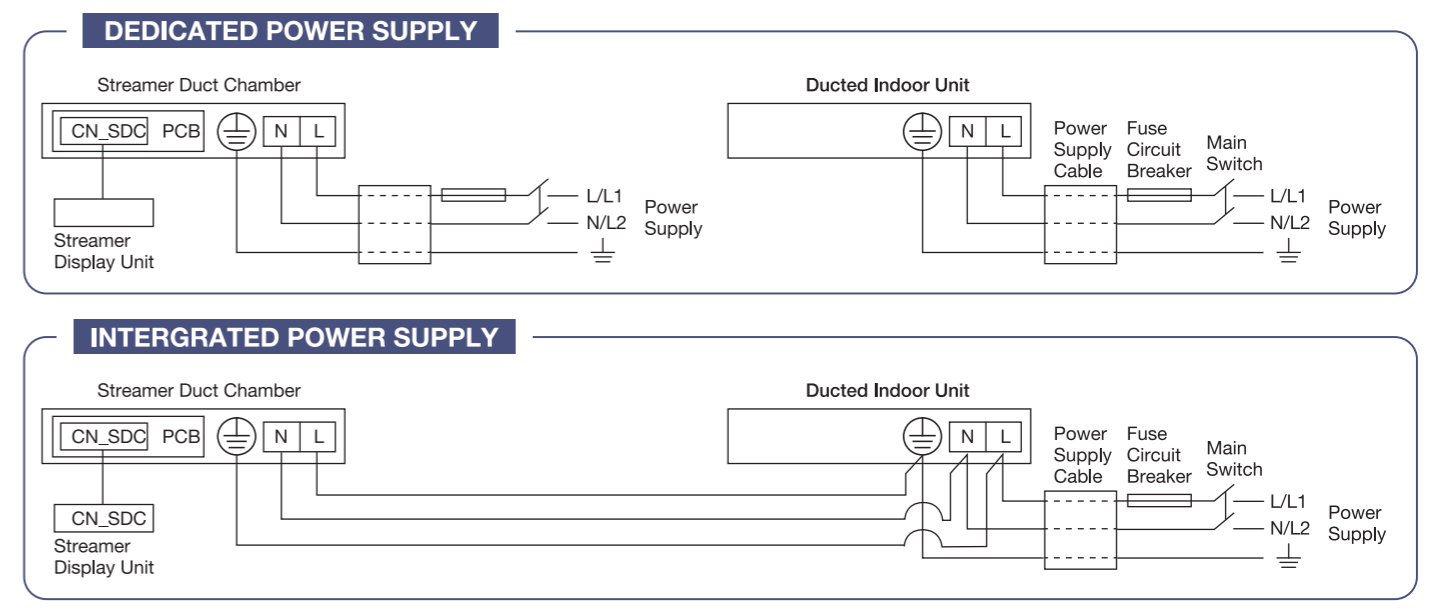 DEDICATED POWER SUPPLY
Streamer Duct Chamber
CN_SDC PCB N L
Streamer
Display Unit
L/L1
N/L2
Power
Supply
Ducted Indoor Unit
N L
Power
Supply
Cable
Fuse
Circuit
Breaker
Main
Switch
L/L1
N/L2
Power
Supply
INTERGRATED POWER SUPPLY
Streamer Duct Chamber
CN_SDC PCB N L
CN_SDC
Streamer
Display Unit
Ducted Indoor Unit
N L
Power
Supply
Cable
Fuse
Circuit
Breaker
Main
Switch
L/L1
N/L2
Power
Supply